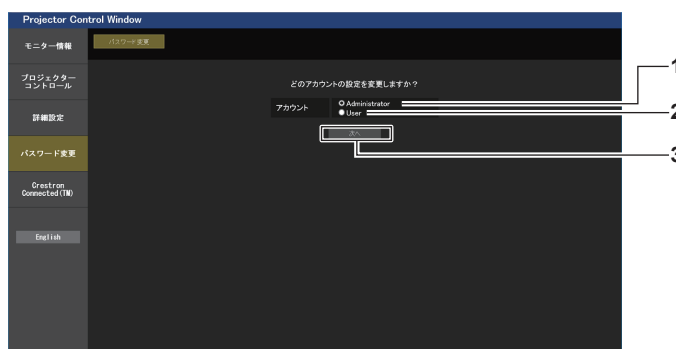 Projector Control Window
モニター情報
パスワード変更
プロジェクター
コントロール
どのアカウントの設定を変更しますか？
1
アカウント
Administrator
User
2
詳細設定
次へ
3
パスワード変更
Crestron
Connected(TM)
English